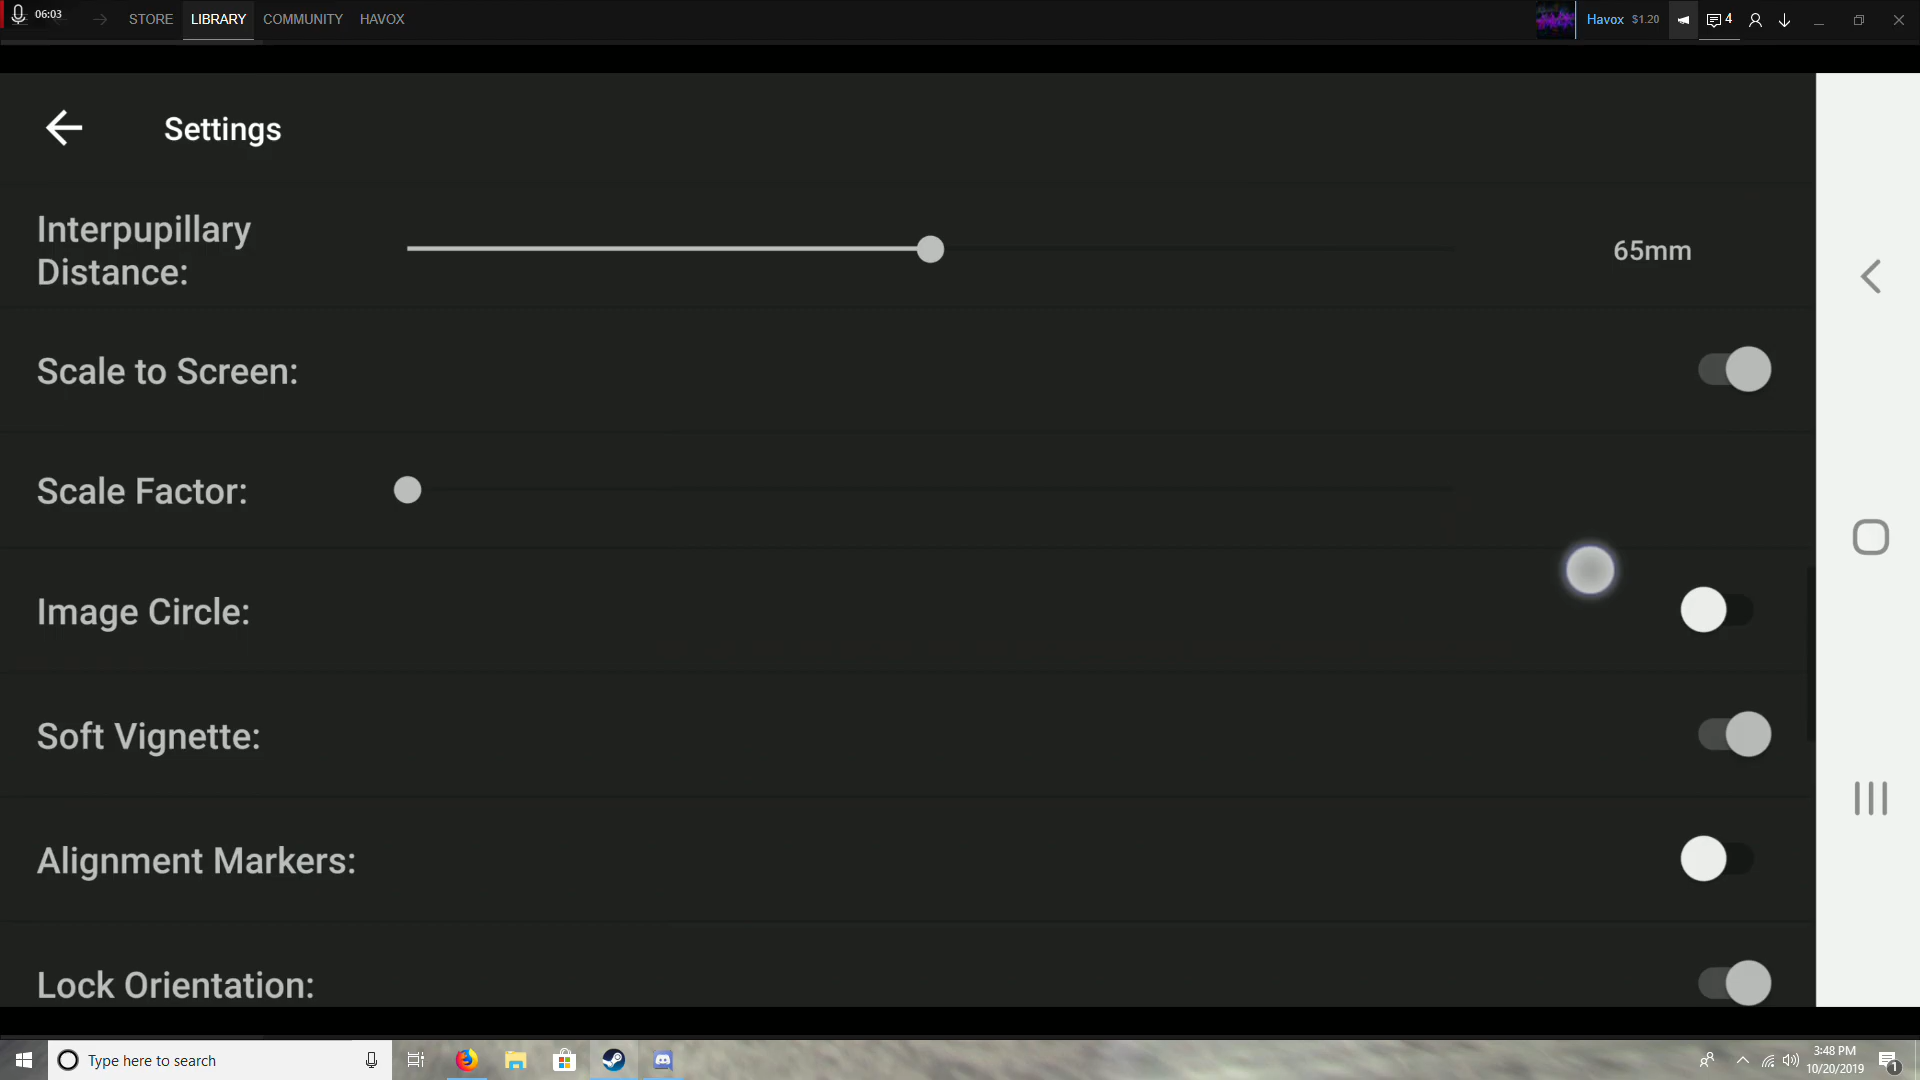 06:03
STORE
LIBRARY
COMMUNITY
HAVOX
Havox $1.20
4
Settings
Interpupillary
Distance:
65mm
Scale to Screen:
Scale Factor:
Image Circle:
Soft Vignette:
Alignment Markers:
Lock Orientation:
Type here to search
3:48 PM
10/20/2019
1